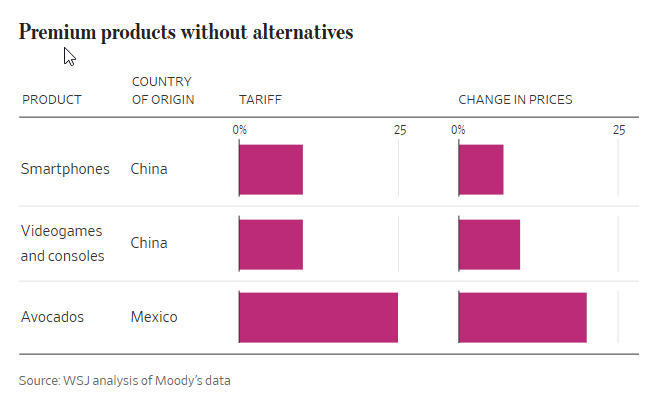 Premium products without alternatives
PRODUCT
COUNTRY
OF ORIGIN
TARIFF
CHANGE IN PRICES
0% 25 0% 25
Smartphones China
Videogames
and consoles
China
Avocados Mexico
Source: WSJ analysis of Moody’s data